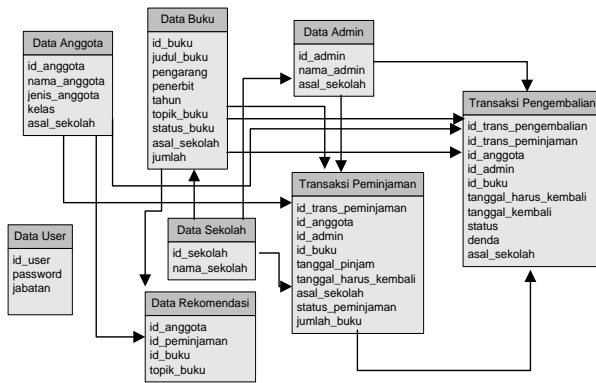 Data Anggota
id_anggota
nama_anggota
jenis_anggota
kelas
asal_sekolah
Data Buku
id_buku
judul_buku
pengarang
penerbit
tahun
topik_buku
status_buku
asal_sekolah
jumlah
Data Admin
id_admin
nama_admin
asal_sekolah
Transaksi Pengembalian
id_trans_pengembalian
id_trans_peminjaman
id_anggota
id_admin
id_buku
tanggal_harus_kembali
tanggal_kembali
status
denda
asal_sekolah
Transaksi Peminjaman
id_trans_peminjaman
id_anggota
id_admin
id_buku
tanggal_pinjam
tanggal_harus_kembali
asal_sekolah
status_peminjaman
jumlah_buku
Data Sekolah
id_sekolah
nama_sekolah
Data User
id_user
password
jabatan
Data Rekomendasi
id_anggota
id_peminjaman
id_buku
topik_buku